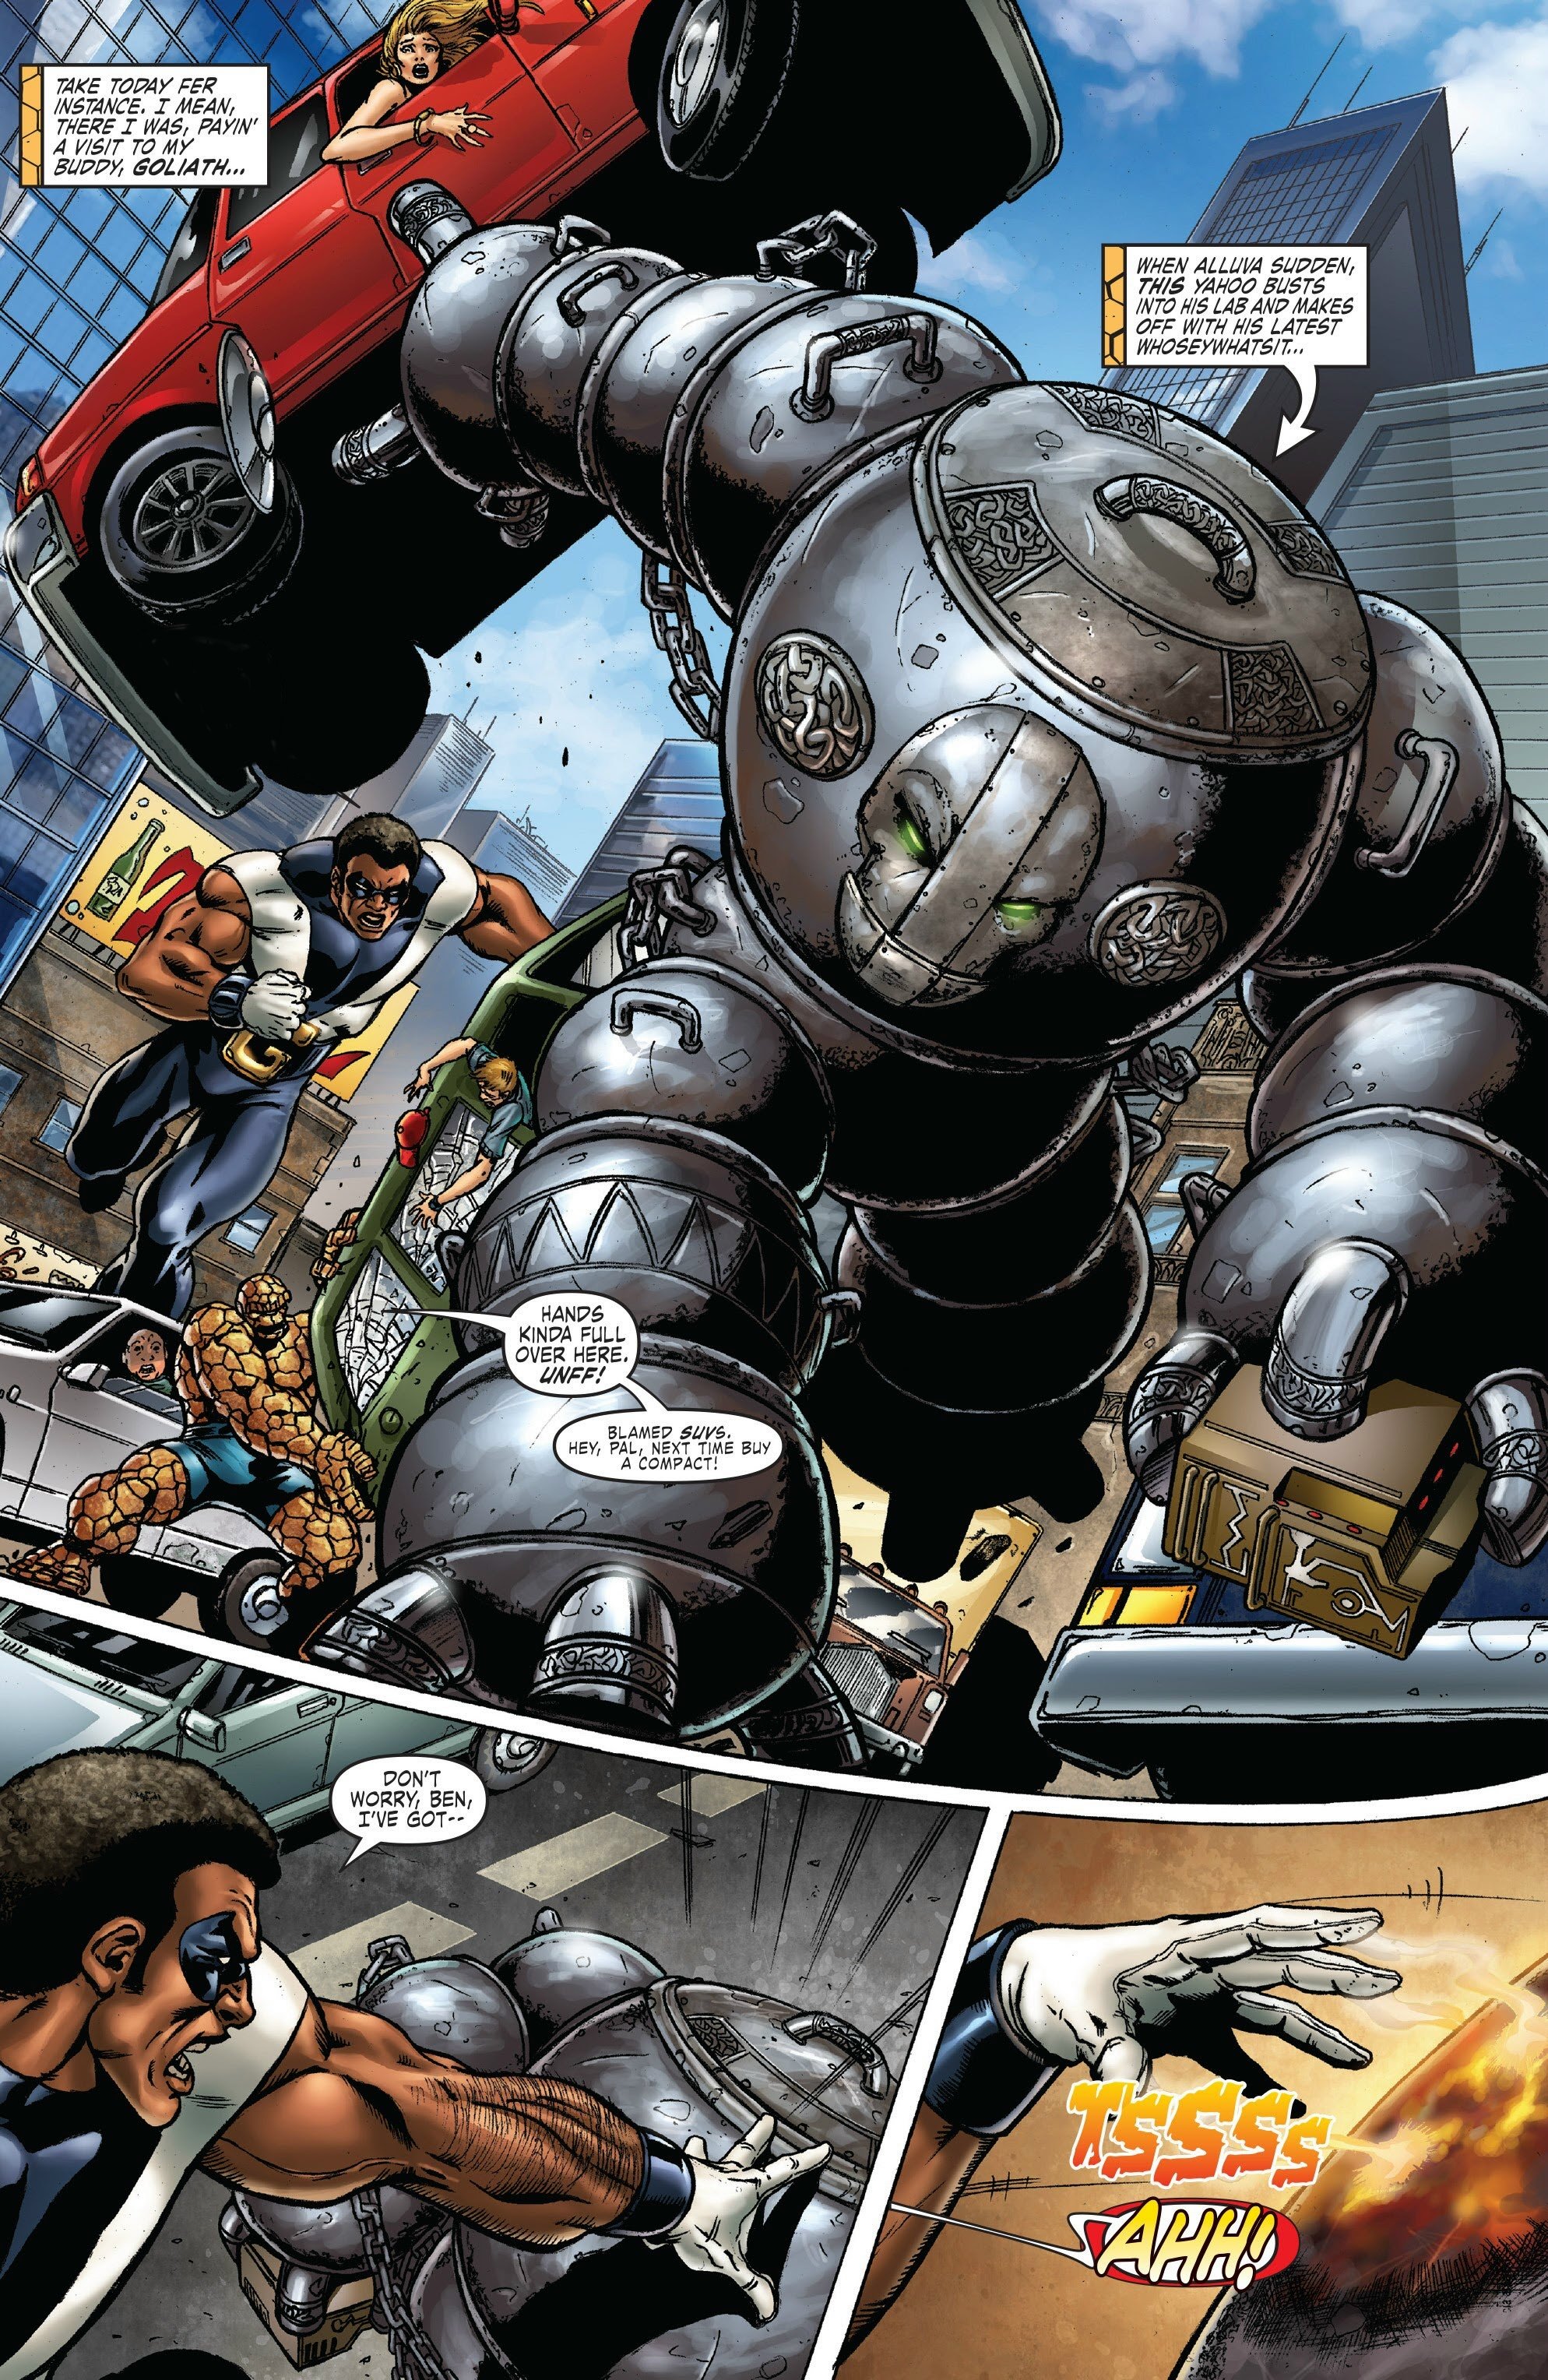 TAKE TODAY FER
INSTANCE. I MEAN,
THERE I WAS, PAYIN'
A VISIT TO MY
BUDDY, GOLIATH...
WHEN ALLUVA SUDDEN,
THIS YAHOO BUSTS
INTO HIS LAB AND MAKES
OFF WITH HIS LATEST
WHOSEYWHATSIT...
G
HANDS
KINDA FULL
OVER HERE.
UNFF!
BLAMED SUVS.
HEY, PAL, NEXT TIME BUY
A COMPACT!
DON'T
WORRY, BEN,
I'VE GOT--
TSSSSS
AHH!